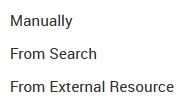 Manually
From Search
From External Resource